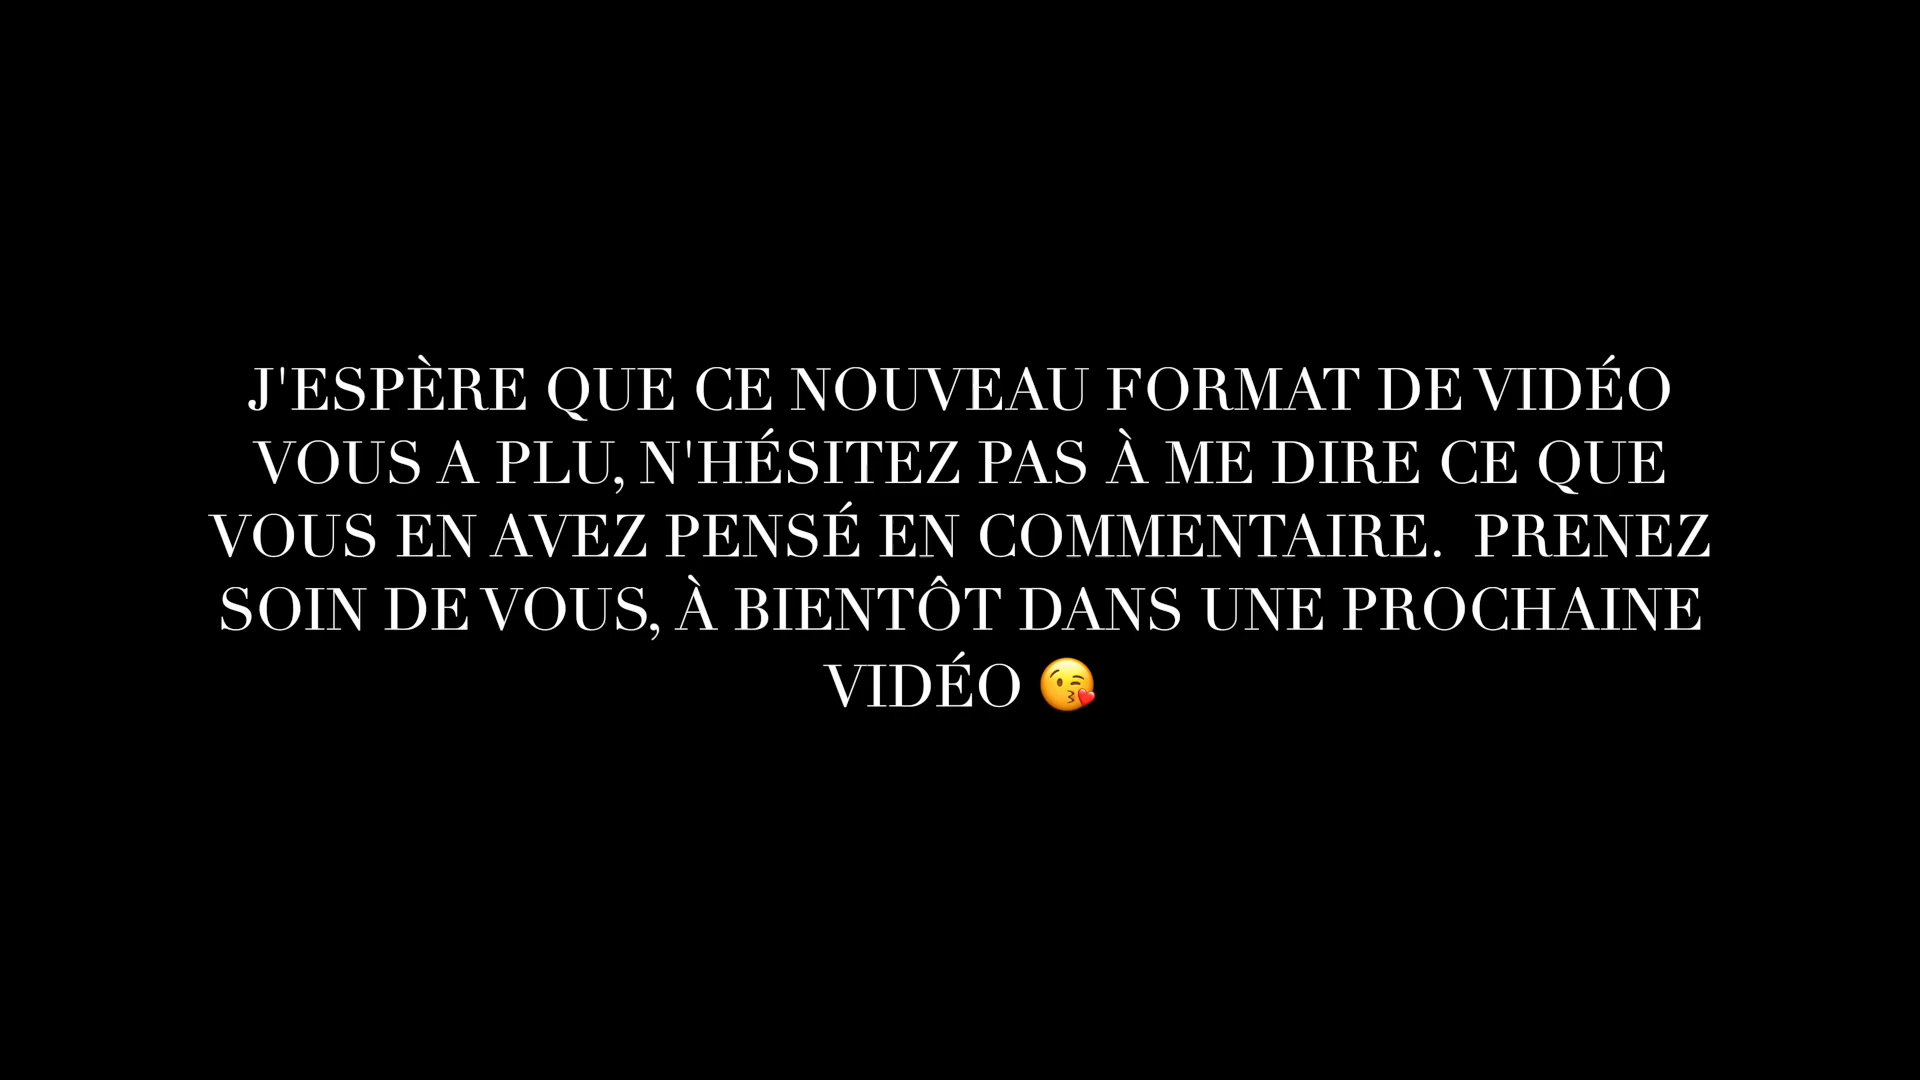 J'ESPÈRE QUE CE NOUVEAU FORMAT DE VIDÉO
VOUS A PLU, N'HÉSITEZ PAS À ME DIRE CE QUE
VOUS EN AVEZ PENSÉ EN COMMENTAIRE.  PRENEZ
SOIN DE VOUS, À BIENTÔT DANS UNE PROCHAINE
VIDÉO 😘